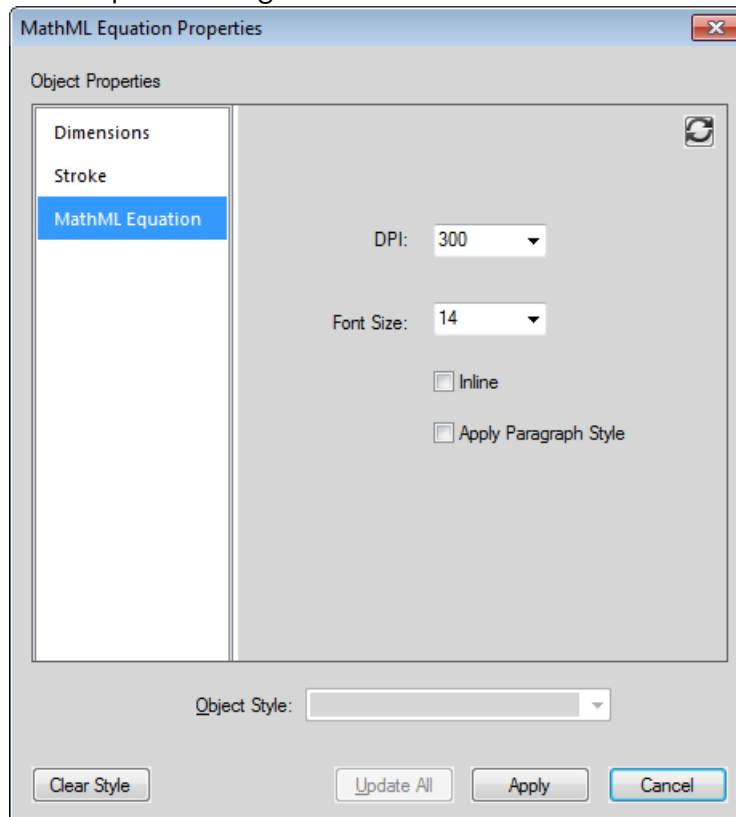 MathML Equation Properties
Object Properties
Dimensions
Stroke
MathML Equation
DPI: 300
Font Size: 14
Inline
Apply Paragraph Style
Object Style:
Clear Style Update All Apply Cancel